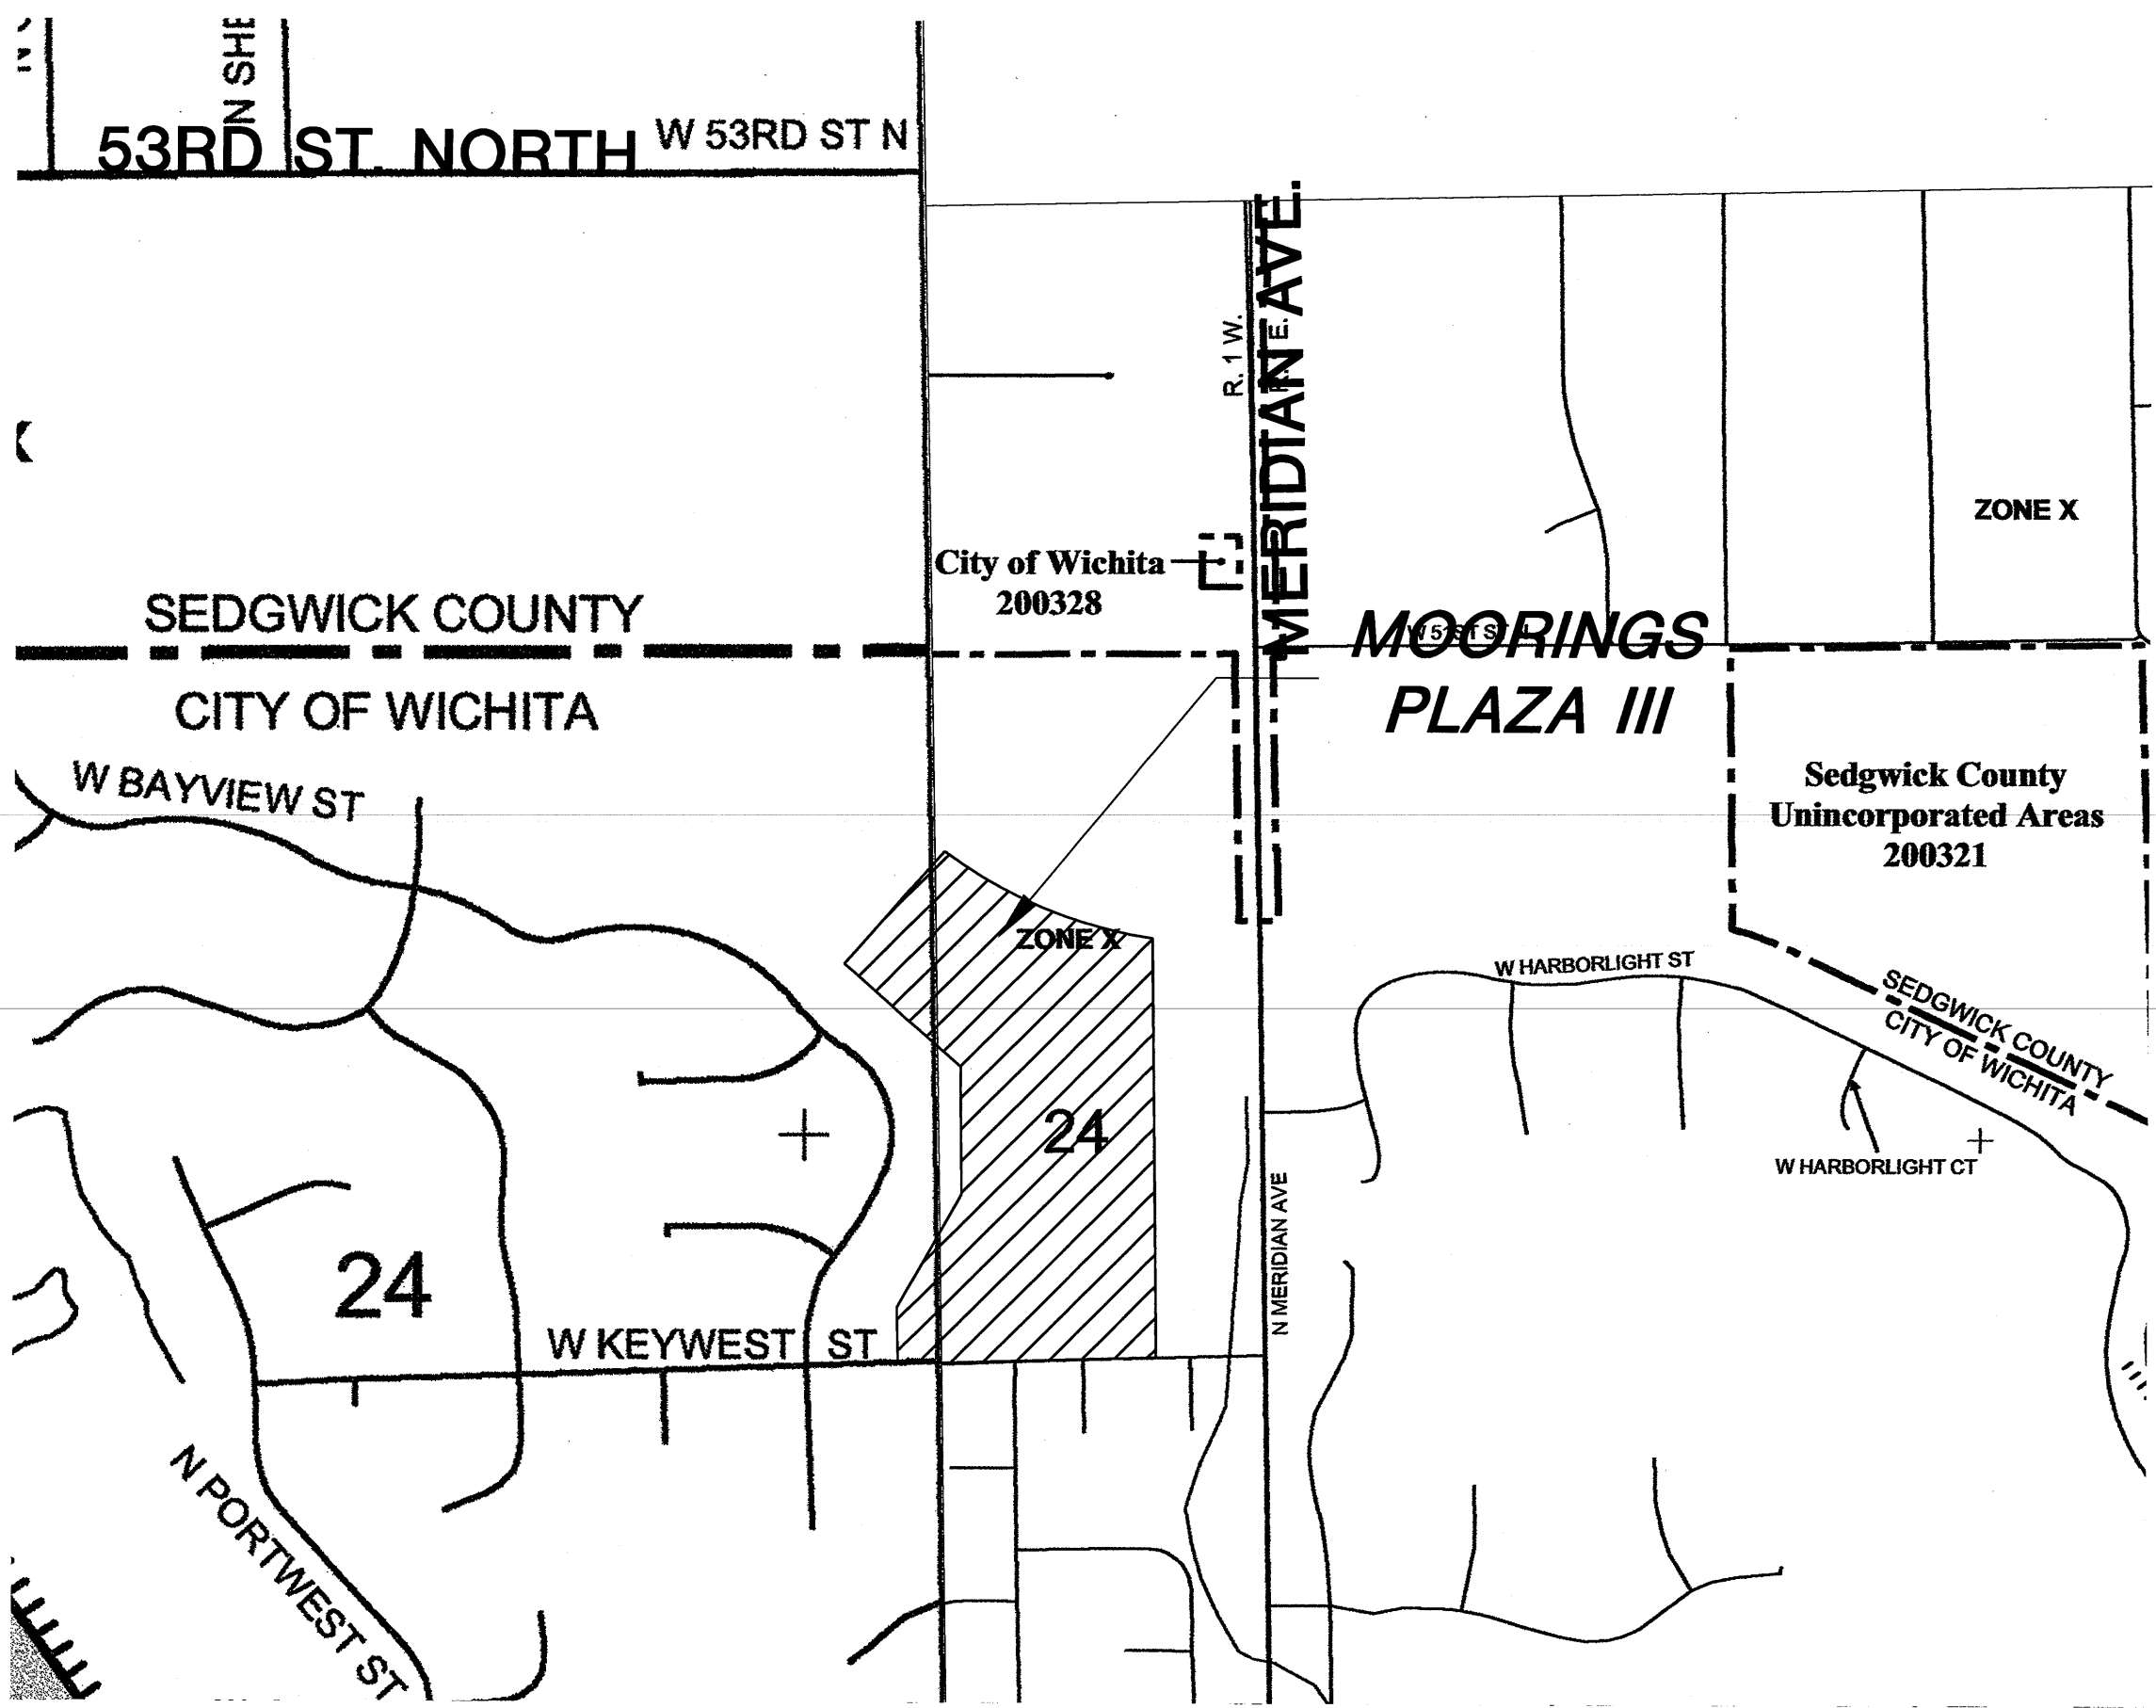 N SHE
53RD ST. NORTH
W 53RD ST N
MERIDIAN AVE.
R. 1 W.
E.
ZONE X
City of Wichita
200328
SEDGWICK COUNTY
CITY OF WICHITA
W 51ST ST N
MOORINGS
PLAZA III
W BAYVIEW ST
Sedgwick County
Unincorporated Areas
200321
ZONE X
W HARBORLIGHT ST
SEDGWICK COUNTY
CITY OF WICHITA
24
W HARBORLIGHT CT
N MERIDIAN AVE
24
W KEYWEST ST
N PORTWEST ST